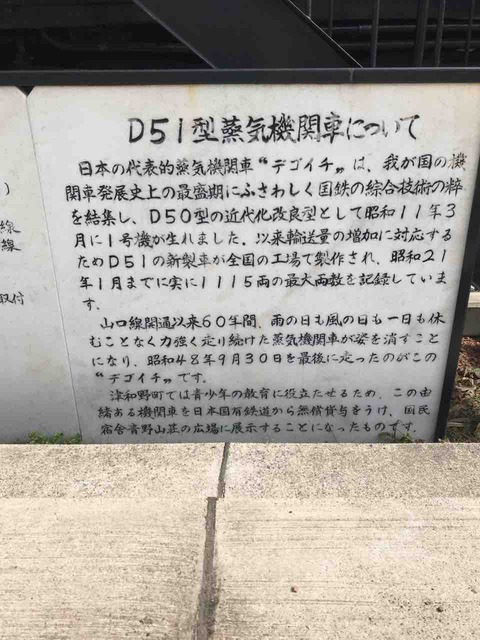 D51型蒸気機関車について
日本の代表的蒸気機関車“デゴイチ〟は、我が国の機
関車発展史上の最盛期にふさわしく国鉄の綜合技術の粋
を結集し、D50型の近代化改良型として昭和11年3
月に1号機が生れました。以来輸送量の増加に対応する
ためD51の新製車が全国の工場で製作され、昭和21
年1月までに実に1115両の最大両数を記録していま
す。
山口線開通以来60年間、雨の日も風の日も一日も休
むことなく力強く走り続けた蒸気機関車が姿を消すこと
になり、昭和48年9月30日を最後に走ったのがこの
“デゴイチ〟です。
津和野町では青少年の教育に役立たせるため、この由
緒ある機関車を日本国有鉄道から無償貸与をうけ、国民
宿舎青野山荘の広場に展示することになったものです。
)
線
線
取付